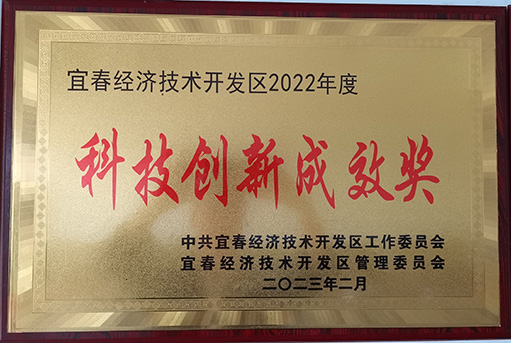 宜春经济技术开发区2022年度
科技创新成效奖
中共宜春经济技术开发区工作委员会
宜春经济技术开发区管理委员会
二〇二三年二月